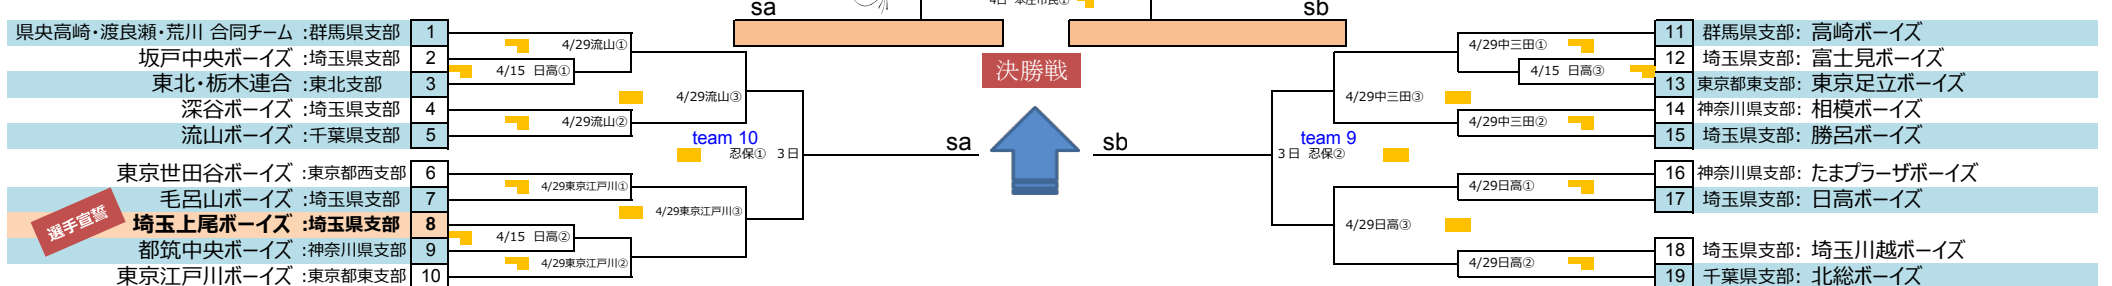 sa
4日 本庄市民①
sb
県央高崎・渡良瀬・荒川 合同チーム :群馬県支部 1
坂戸中央ボーイズ :埼玉県支部 2
東北・栃木連合 :東北支部 3
深谷ボーイズ :埼玉県支部 4
流山ボーイズ :千葉県支部 5
東京世田谷ボーイズ :東京都西支部 6
毛呂山ボーイズ :埼玉県支部 7
埼玉上尾ボーイズ :埼玉県支部 8
都筑中央ボーイズ :神奈川県支部 9
東京江戸川ボーイズ :東京都東支部 10
選手宣誓
4/29流山①
4/15 日高①
4/29流山③
4/29流山②
team 10
忍保① 3日
4/29東京江戸川①
4/29東京江戸川③
4/15 日高②
4/29東京江戸川②
sa
決勝戦
sb
team 9
3日 忍保②
4/29中三田①
4/15 日高③
4/29中三田③
4/29中三田②
4/29日高①
4/29日高③
4/29日高②
11 群馬県支部: 高崎ボーイズ
12 埼玉県支部: 富士見ボーイズ
13 東京都東支部: 東京足立ボーイズ
14 神奈川県支部: 相模ボーイズ
15 埼玉県支部: 勝呂ボーイズ
16 神奈川県支部: たまプラーザボーイズ
17 埼玉県支部: 日高ボーイズ
18 埼玉県支部: 埼玉川越ボーイズ
19 千葉県支部: 北総ボーイズ